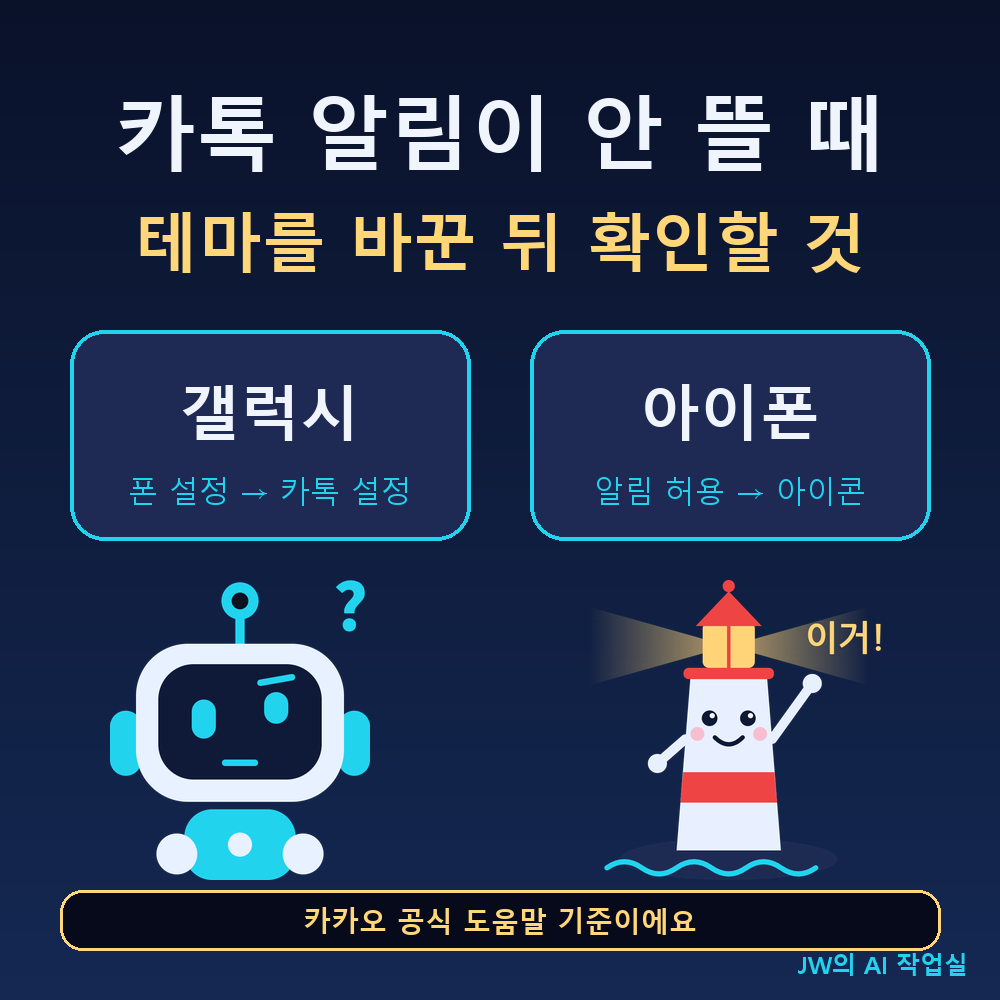 카톡 알림이 안 뜰 때
테마를 바꾼 뒤 확인할 것
갤럭시
폰 설정 → 카톡 설정
아이폰
알림 허용 → 아이콘
?
이거!
카카오 공식 도움말 기준이에요
JW의 AI 작업실